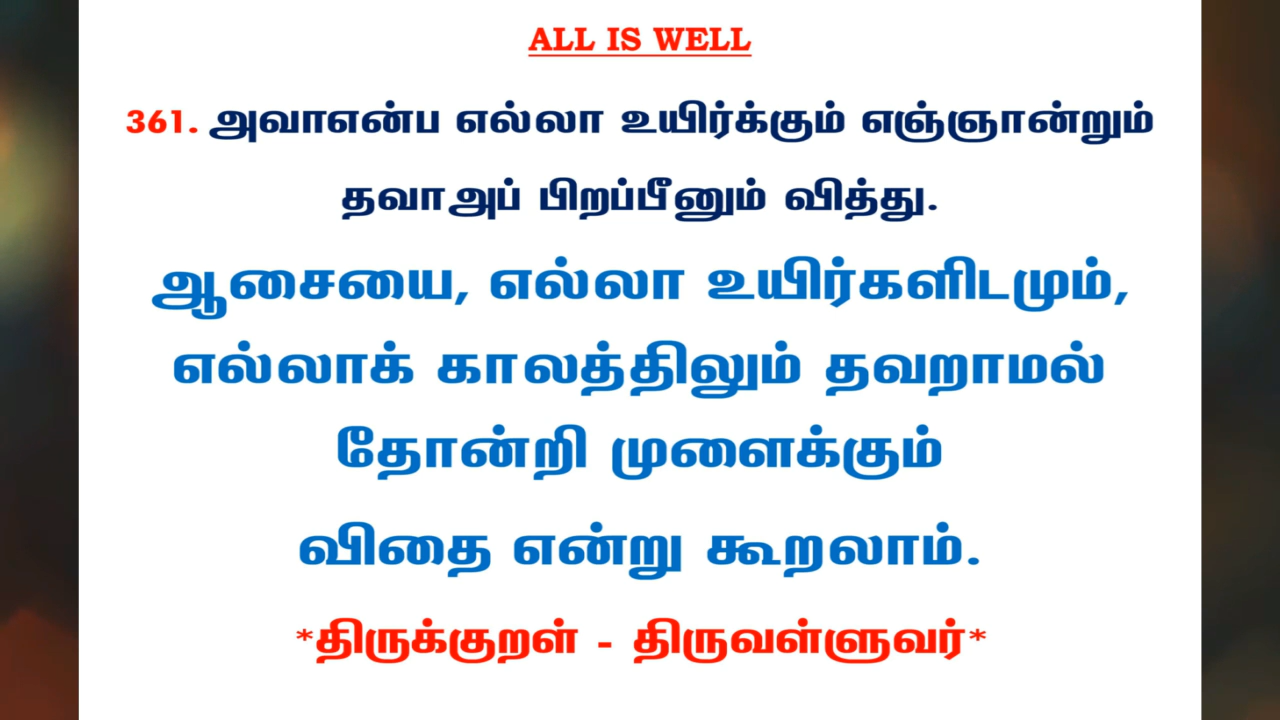 ALL IS WELL
361. அவாஎன்ப எல்லா உயிர்க்கும் எஞ்ஞான்றும்
தவாஅப் பிறப்பீனும் வித்து.
ஆசையை, எல்லா உயிர்களிடமும்,
எல்லாக் காலத்திலும் தவறாமல்
தோன்றி முளைக்கும்
விதை என்று கூறலாம்.
*திருக்குறள் - திருவள்ளுவர்*